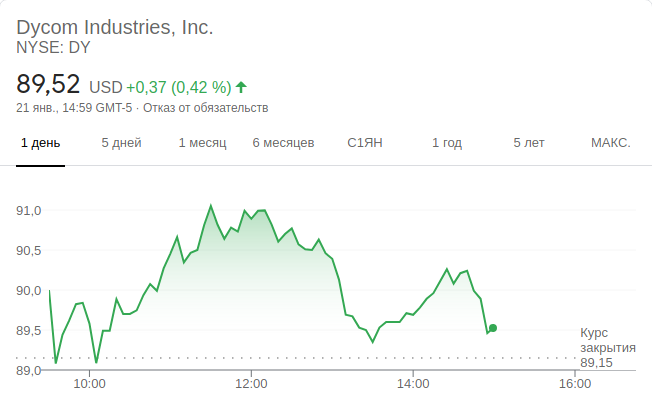 Dycom Industries, Inc.
NYSE: DY
89,52 USD +0,37 (0,42 %)
21 янв., 14:59 GMT-5 · Отказ от обязательств
1 день 5 дней 1 месяц 6 месяцев С1ЯН 1 год 5 лет МАКС.
91,0
90,5
90,0
89,5
Курс
закрытия
89,15
89,0
10:00 12:00 14:00 16:00